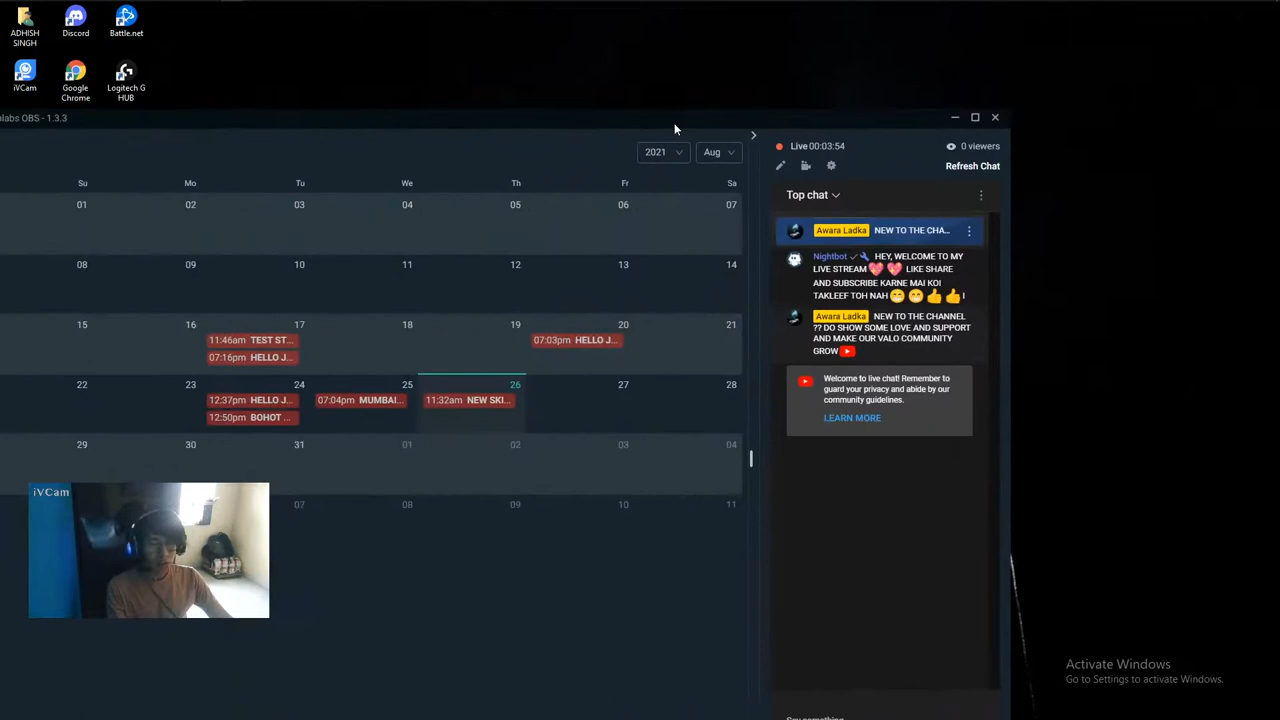 ADHISH
SINGH
Discord
Battle.net
iVCam
Google
Chrome
Logitech G
HUB
labs OBS - 1.3.3
2021
Aug
Live 00:03:54
0 viewers
Refresh Chat
Su Mo Tu We Th Fr Sa
01 02 03 04 05 06 07
08 09 10 11 12 13 14
15 16 17 18 19 20 21
11:46am TEST ST...
07:16pm HELLO J...
07:03pm HELLO J...
22 23 24 25 26 27 28
12:37pm HELLO J...
12:50pm BOHOT ...
07:04pm MUMBAI...
11:32am NEW SKI...
29 30 31 01 02 03 04
07 08 09 10 11
iVCam
Top chat
Awara Ladka NEW TO THE CHA...
Nightbot HEY, WELCOME TO MY
LIVE STREAM💖💖 LIKE SHARE
AND SUBSCRIBE KARNE MAI KOI
TAKLEEF TOH NAH😁😁👍👍!
Awara Ladka NEW TO THE CHANNEL
?? DO SHOW SOME LOVE AND SUPPORT
AND MAKE OUR VALO COMMUNITY
GROW
Welcome to live chat! Remember to
guard your privacy and abide by our
community guidelines.
LEARN MORE
Say something
Activate Windows
Go to Settings to activate Windows.